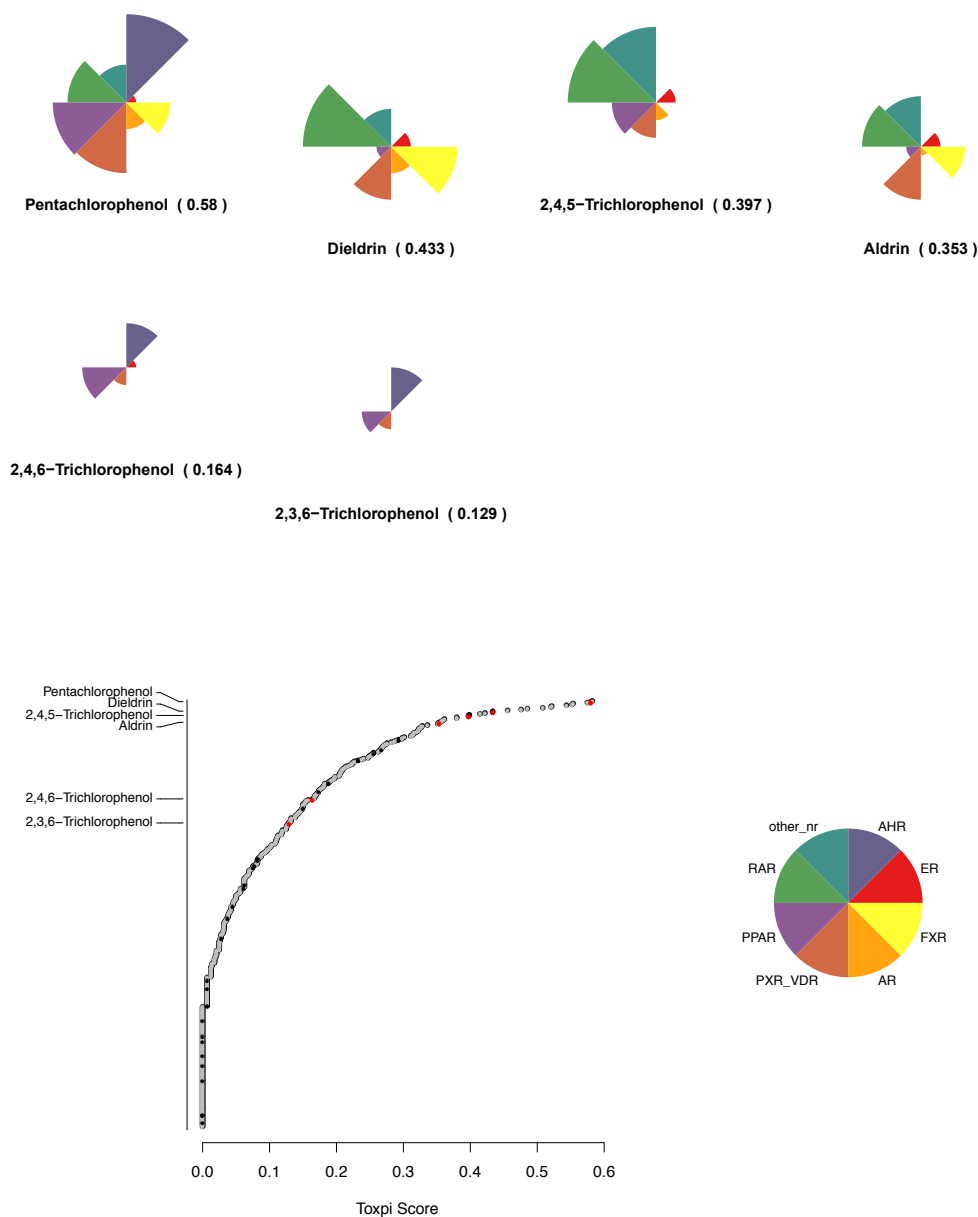 Pentachlorophenol ( 0.58 )
Dieldrin ( 0.433 )
2,4,5−Trichlorophenol ( 0.397 )
Aldrin ( 0.353 )
2,4,6−Trichlorophenol ( 0.164 )
2,3,6−Trichlorophenol ( 0.129 )
Pentachlorophenol
Dieldrin
2,4,5−Trichlorophenol
Aldrin
2,4,6−Trichlorophenol
2,3,6−Trichlorophenol
0.0 0.1 0.2 0.3 0.4 0.5 0.6
Toxpi Score
other_nr AHR
RAR ER
PPAR FXR
PXR_VDR AR